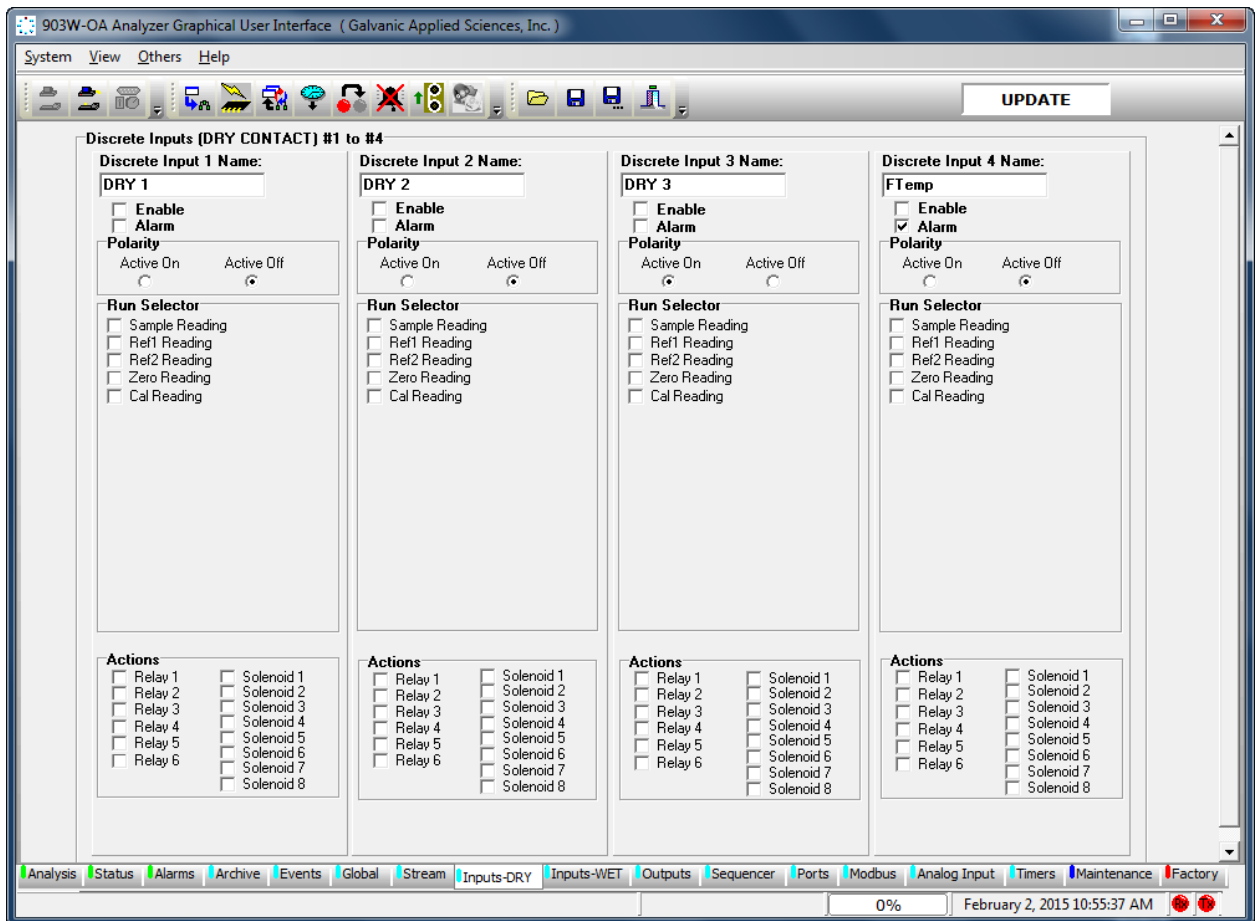 903W-OA Analyzer Graphical User Interface ( Galvanic Applied Sciences, Inc. )
System View Others Help
UPDATE
Discrete Inputs (DRY CONTACT) #1 to #4
Discrete Input 1 Name:
DRY 1
Enable
Alarm
Polarity
Active On Active Off
Run Selector
Sample Reading
Ref1 Reading
Ref2 Reading
Zero Reading
Cal Reading
Actions
Relay 1
Relay 2
Relay 3
Relay 4
Relay 5
Relay 6
Solenoid 1
Solenoid 2
Solenoid 3
Solenoid 4
Solenoid 5
Solenoid 6
Solenoid 7
Solenoid 8
Discrete Input 2 Name:
DRY 2
Enable
Alarm
Polarity
Active On Active Off
Run Selector
Sample Reading
Ref1 Reading
Ref2 Reading
Zero Reading
Cal Reading
Actions
Relay 1
Relay 2
Relay 3
Relay 4
Relay 5
Relay 6
Solenoid 1
Solenoid 2
Solenoid 3
Solenoid 4
Solenoid 5
Solenoid 6
Solenoid 7
Solenoid 8
Discrete Input 3 Name:
DRY 3
Enable
Alarm
Polarity
Active On Active Off
Run Selector
Sample Reading
Ref1 Reading
Ref2 Reading
Zero Reading
Cal Reading
Actions
Relay 1
Relay 2
Relay 3
Relay 4
Relay 5
Relay 6
Solenoid 1
Solenoid 2
Solenoid 3
Solenoid 4
Solenoid 5
Solenoid 6
Solenoid 7
Solenoid 8
Discrete Input 4 Name:
FTemp
Enable
Alarm
Polarity
Active On Active Off
Run Selector
Sample Reading
Ref1 Reading
Ref2 Reading
Zero Reading
Cal Reading
Actions
Relay 1
Relay 2
Relay 3
Relay 4
Relay 5
Relay 6
Solenoid 1
Solenoid 2
Solenoid 3
Solenoid 4
Solenoid 5
Solenoid 6
Solenoid 7
Solenoid 8
Analysis Status Alarms Archive Events Global Stream Inputs-DRY Inputs-WET Outputs Sequencer Ports Modbus Analog Input Timers Maintenance Factory
0% February 2, 2015 10:55:37 AM Rx Tx